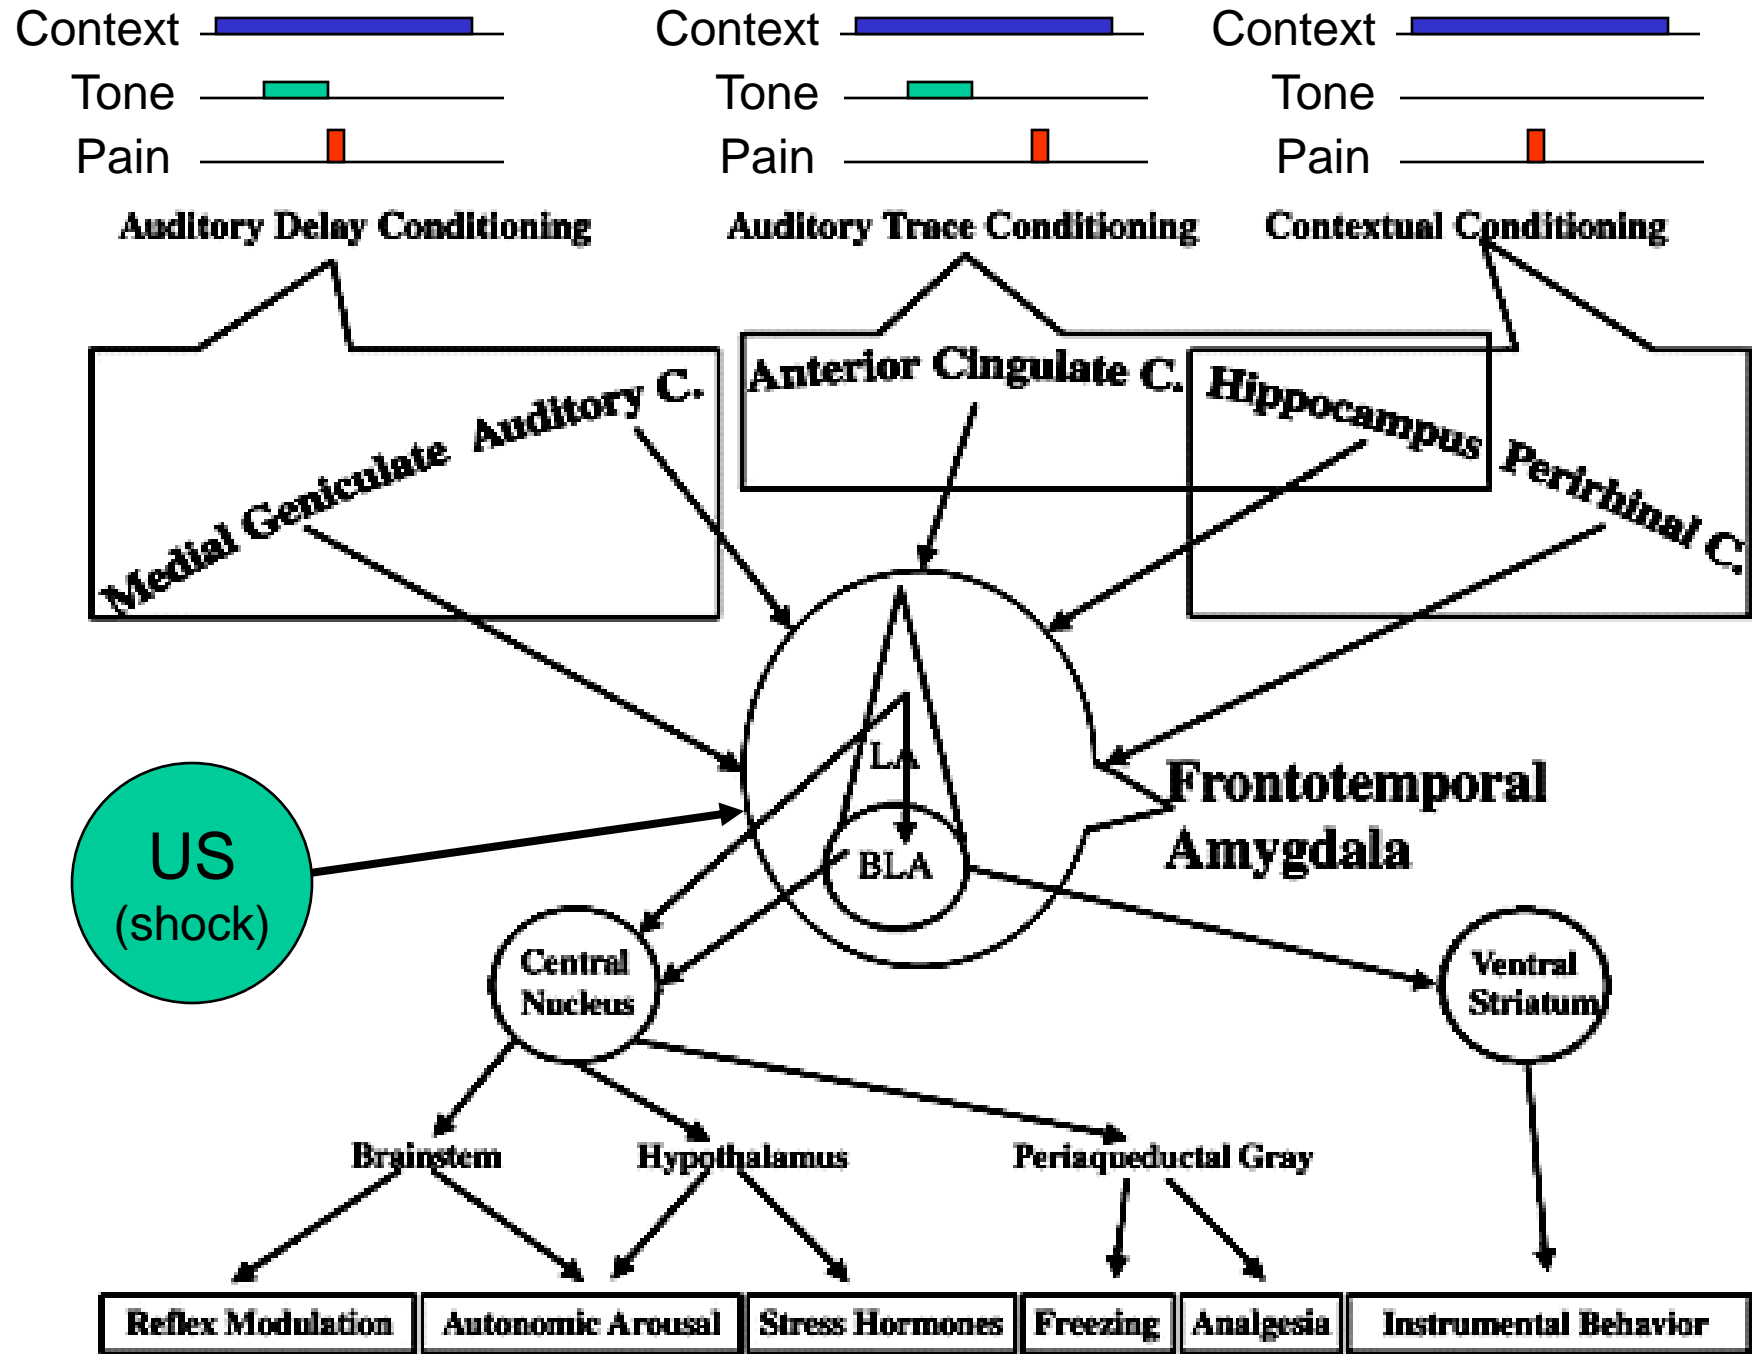 Context
Tone
Pain
Auditory Delay Conditioning
Context
Tone
Pain
Auditory Trace Conditioning
Context
Tone
Pain
Contextual Conditioning
Medial Geniculate
Auditory C.
Anterior Cingulate C.
Hippocampus
Perirhinal C.
LA
BLA
Frontotemporal
Amygdala
US
(shock)
Central
Nucleus
Ventral
Striatum
Brainstem
Hypothalamus
Periaqueductal Gray
Reflex Modulation
Autonomic Arousal
Stress Hormones
Freezing
Analgesia
Instrumental Behavior